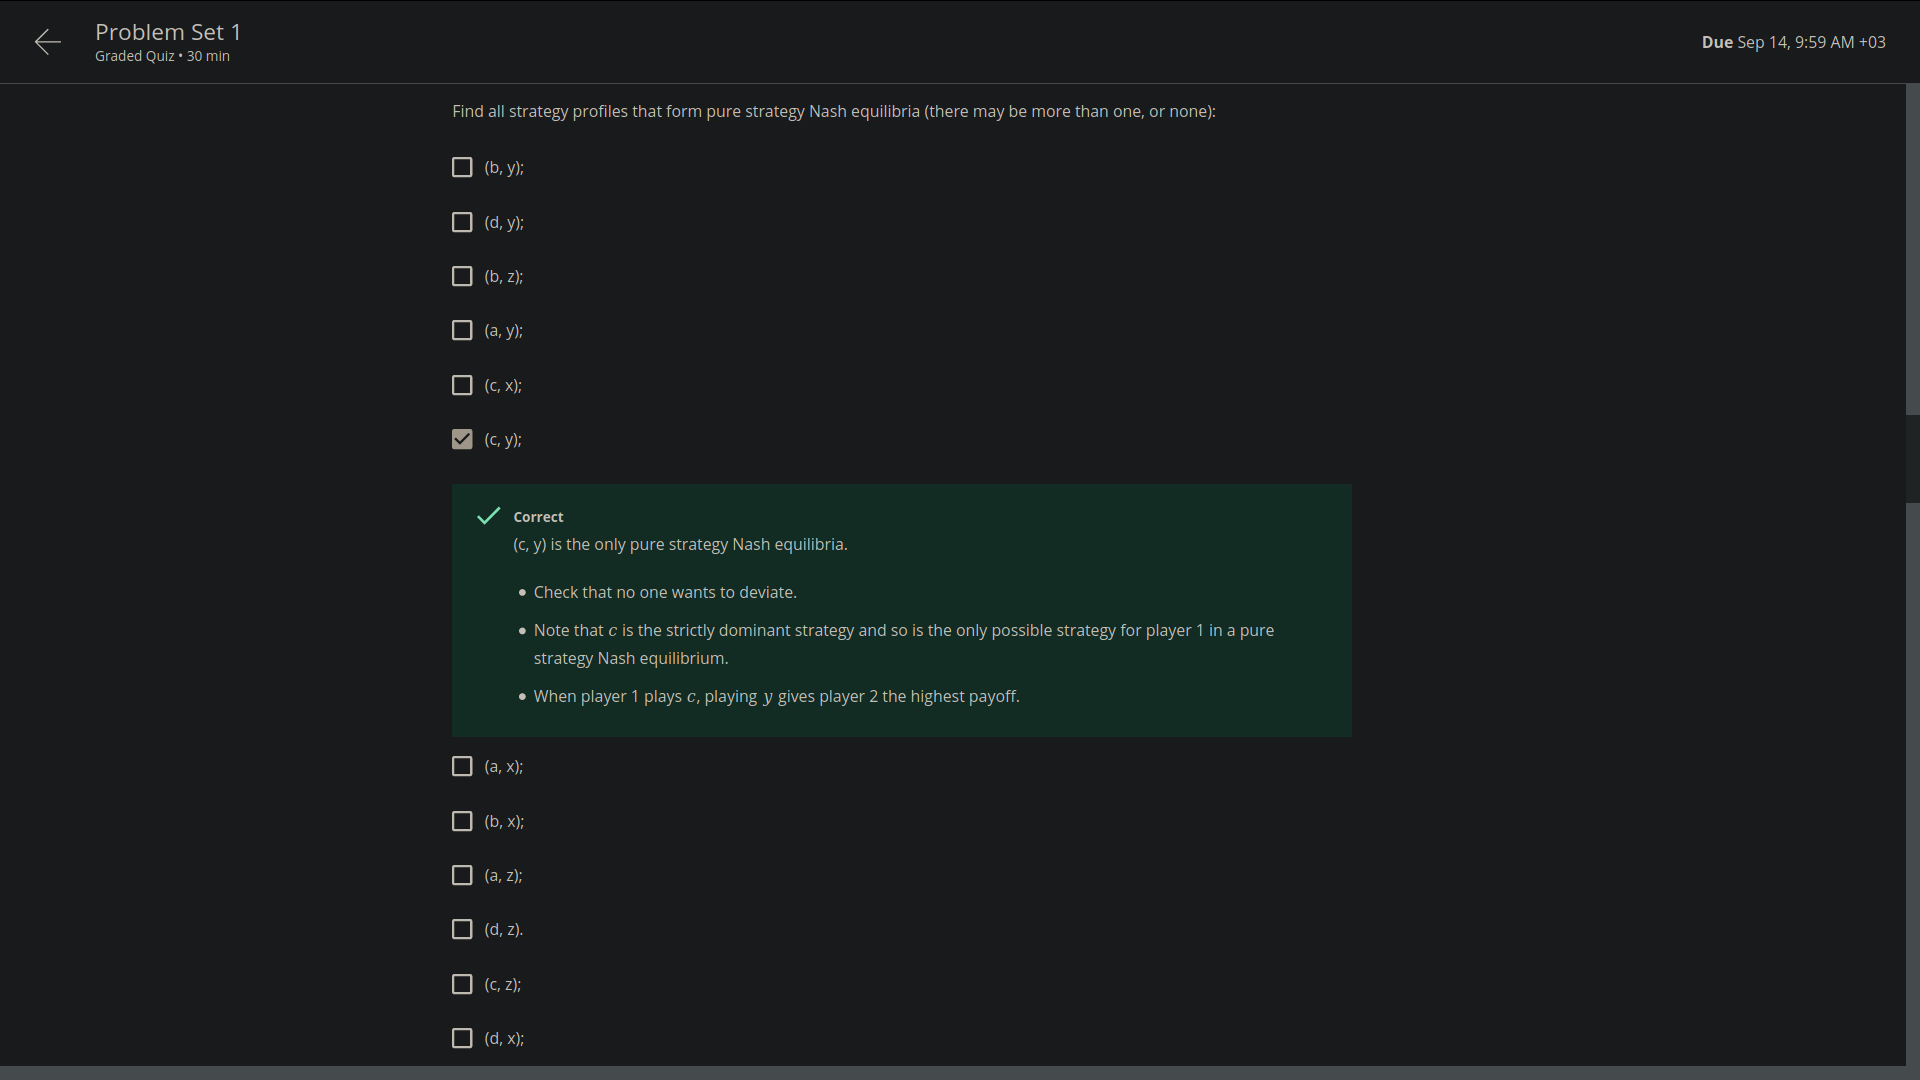 Problem Set 1
Graded Quiz • 30 min
Due Sep 14, 9:59 AM +03
Find all strategy profiles that form pure strategy Nash equilibria (there may be more than one, or none):
(b, y);
(d, y);
(b, z);
(a, y);
(c, x);
(c, y);
Correct
(c, y) is the only pure strategy Nash equilibria.
• Check that no one wants to deviate.
• Note that c is the strictly dominant strategy and so is the only possible strategy for player 1 in a pure
strategy Nash equilibrium.
• When player 1 plays c, playing y gives player 2 the highest payoff.
(a, x);
(b, x);
(a, z);
(d, z).
(c, z);
(d, x);